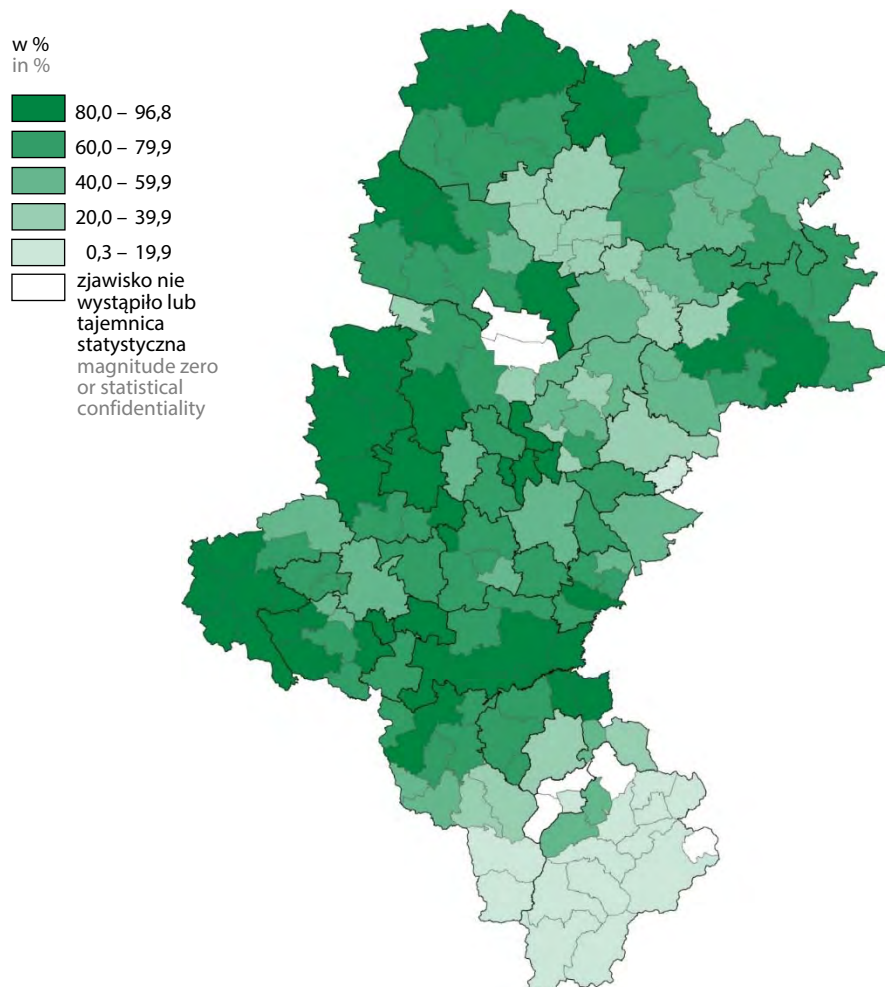 w %
in %
80,0 – 96,8
60,0 – 79,9
40,0 – 59,9
20,0 – 39,9
0,3 – 19,9
zjawisko nie
wystąpiło lub
tajemnica
statystyczna
magnitude zero
or statistical
confidentiality